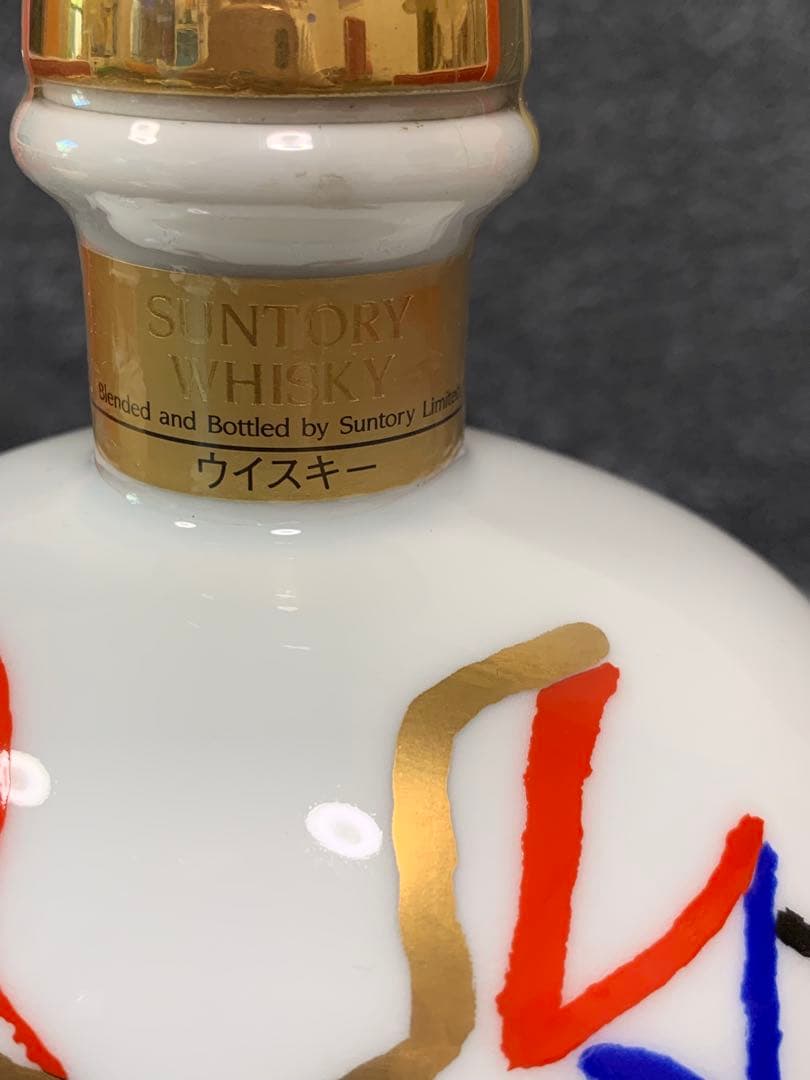 SUNTORY
WHISKY
Blended and Bottled by Suntory Limited
ウイスキー